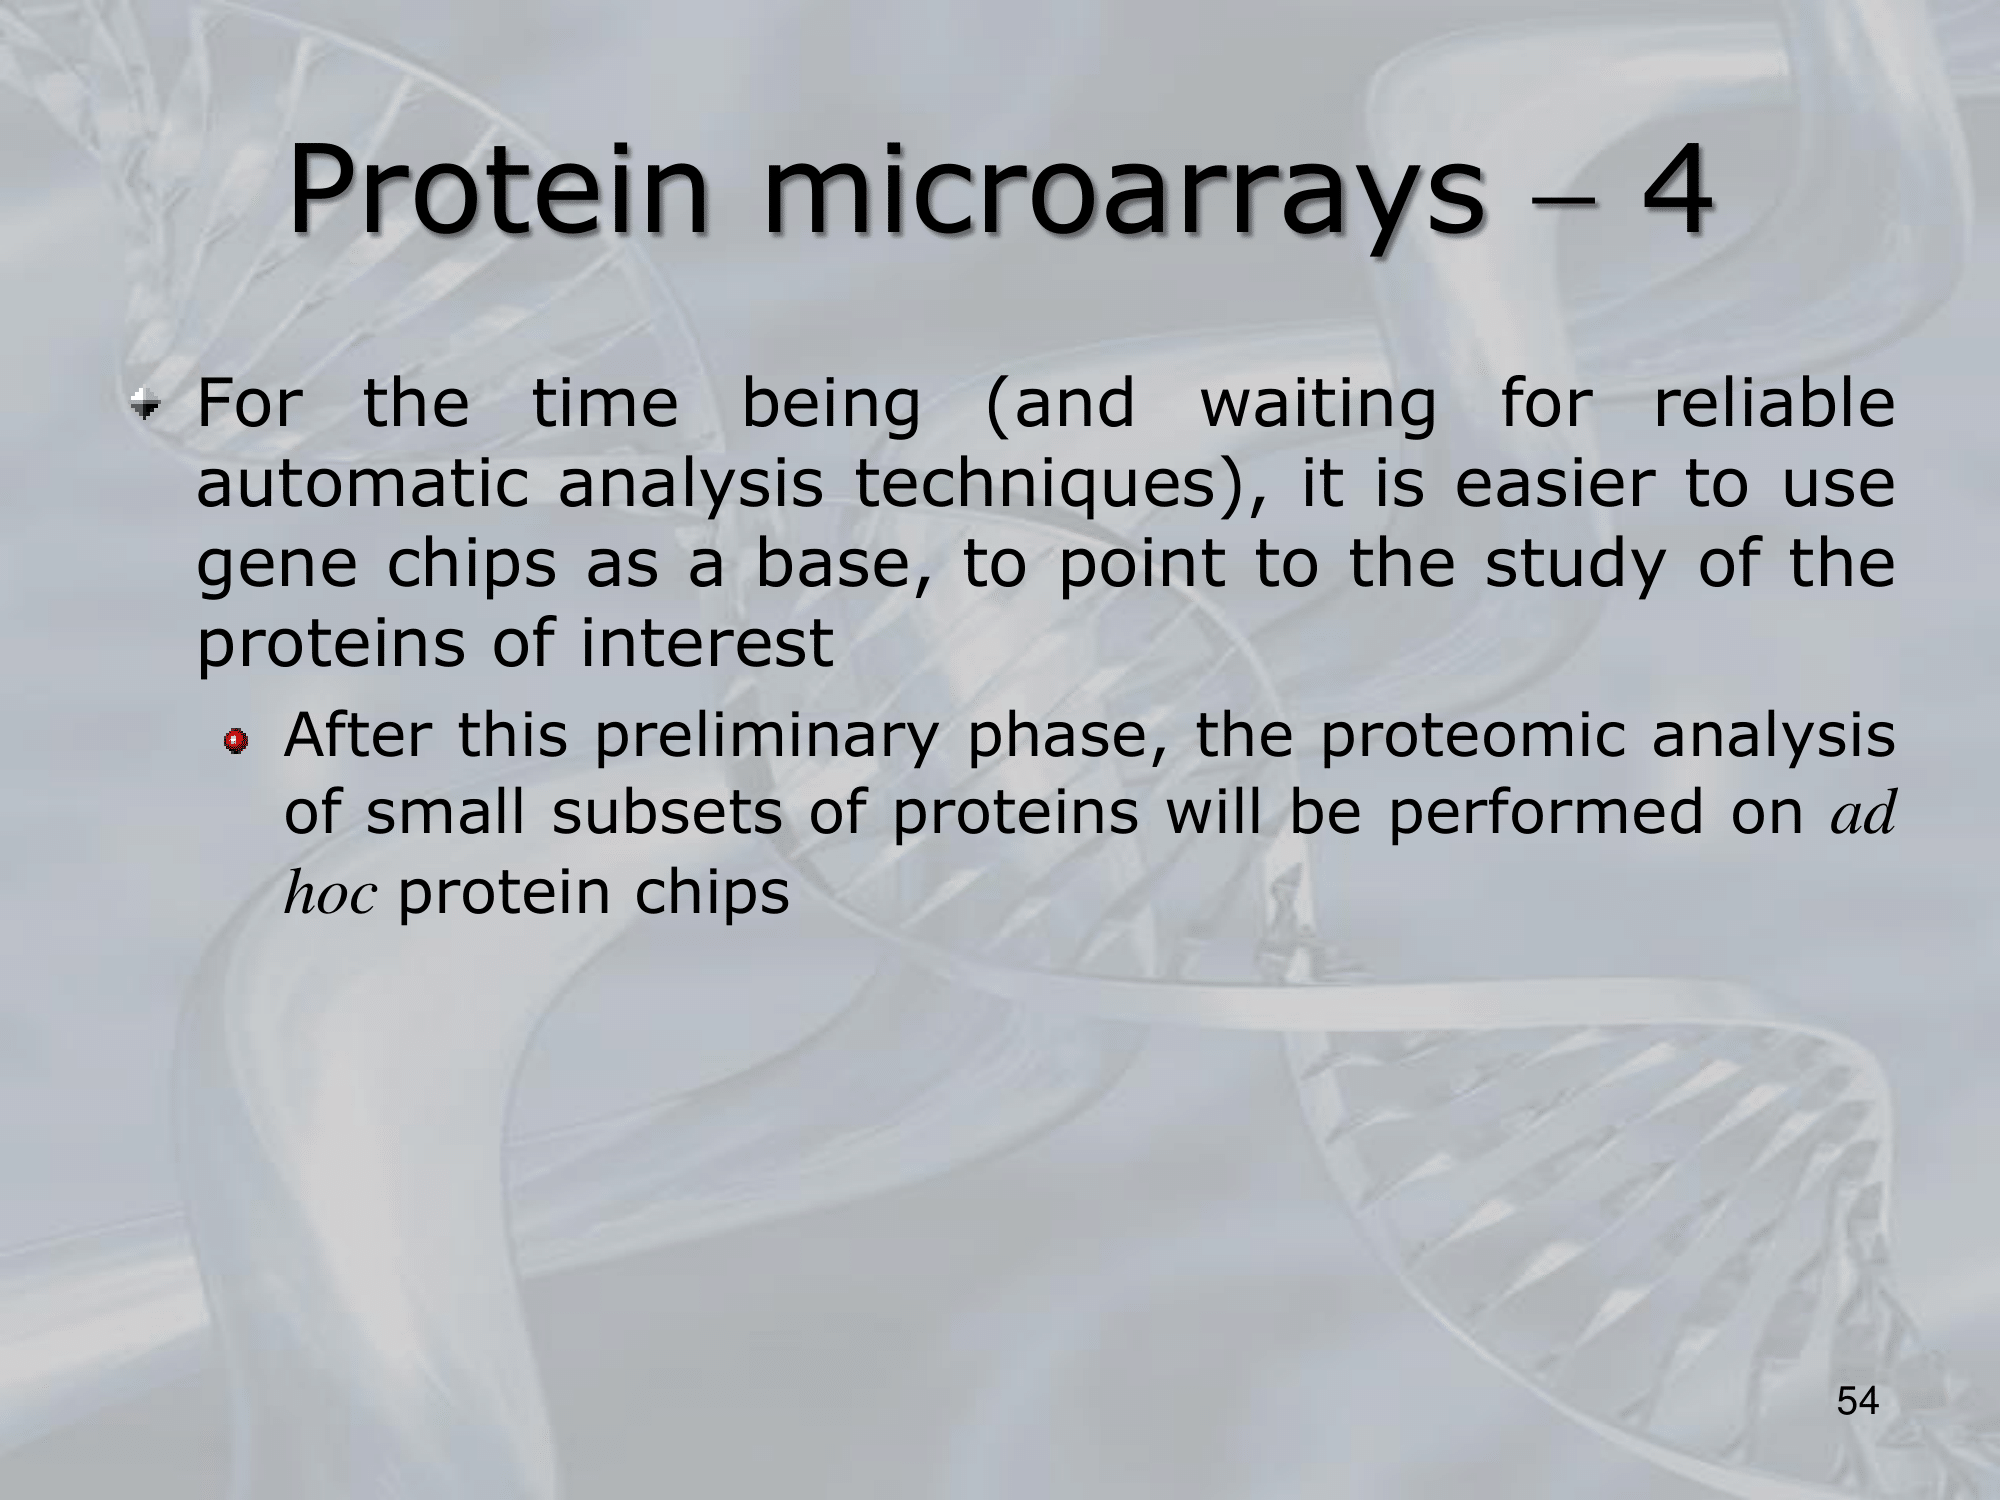 Protein microarrays – 4
For the time being (and waiting for reliable
automatic analysis techniques), it is easier to use
gene chips as a base, to point to the study of the
proteins of interest
After this preliminary phase, the proteomic analysis
of small subsets of proteins will be performed on ad
hoc protein chips
54